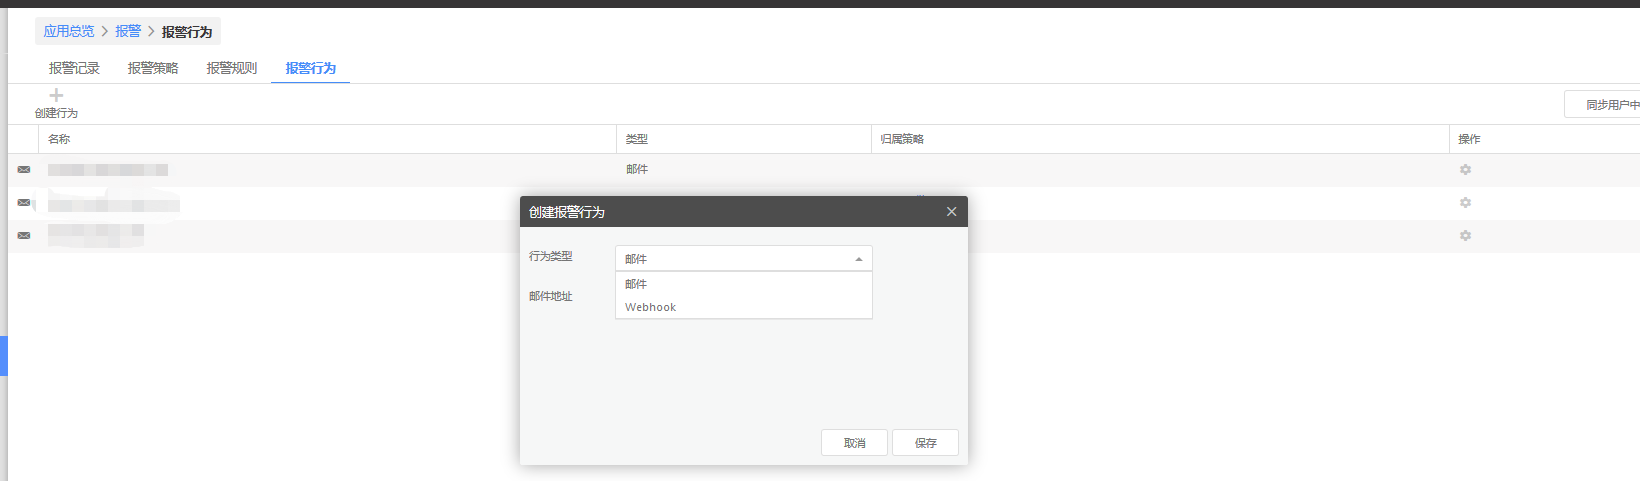 应用总览 > 报警 > 报警行为
报警记录 报警策略 报警规则 报警行为
创建行为
同步用户中
名称 类型 归属策略 操作
邮件
创建报警行为
行为类型 邮件
邮件
邮件地址
Webhook
取消 保存